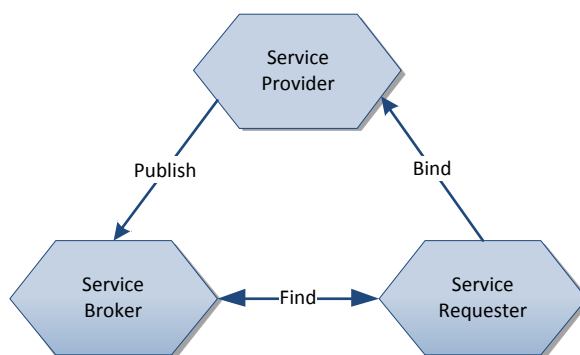 Service
Provider
Publish
Bind
Service
Broker
Find
Service
Requester